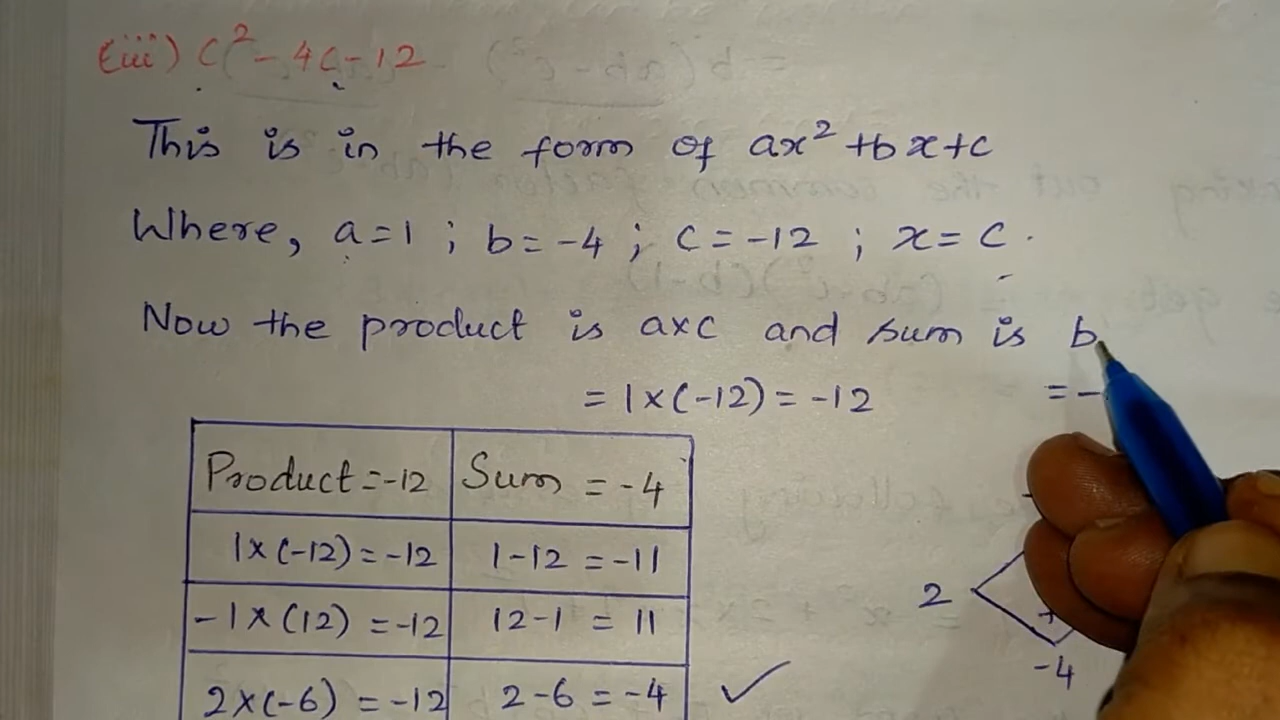 (iii) c² - 4c - 12
This is in the form of ax² + bx + c
Where, a=1 ; b= -4 ; c = -12 ; x = c.
Now the product is axc and sum is b
= 1×(-12) = -12 = -
Product = -12 Sum = -4
1×(-12) = -12 1-12 = -11
-1×(12) = -12 12-1 = 11
2
+
-4
2×(-6) = -12 2-6 = -4 ✓